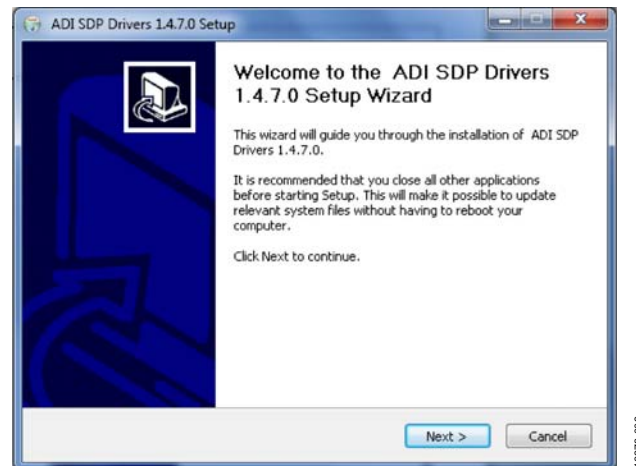 ADI SDP Drivers 1.4.7.0 Setup
Welcome to the ADI SDP Drivers
1.4.7.0 Setup Wizard
This wizard will guide you through the installation of ADI SDP
Drivers 1.4.7.0.
It is recommended that you close all other applications
before starting Setup. This will make it possible to update
relevant system files without having to reboot your
computer.
Click Next to continue.
Next >
Cancel